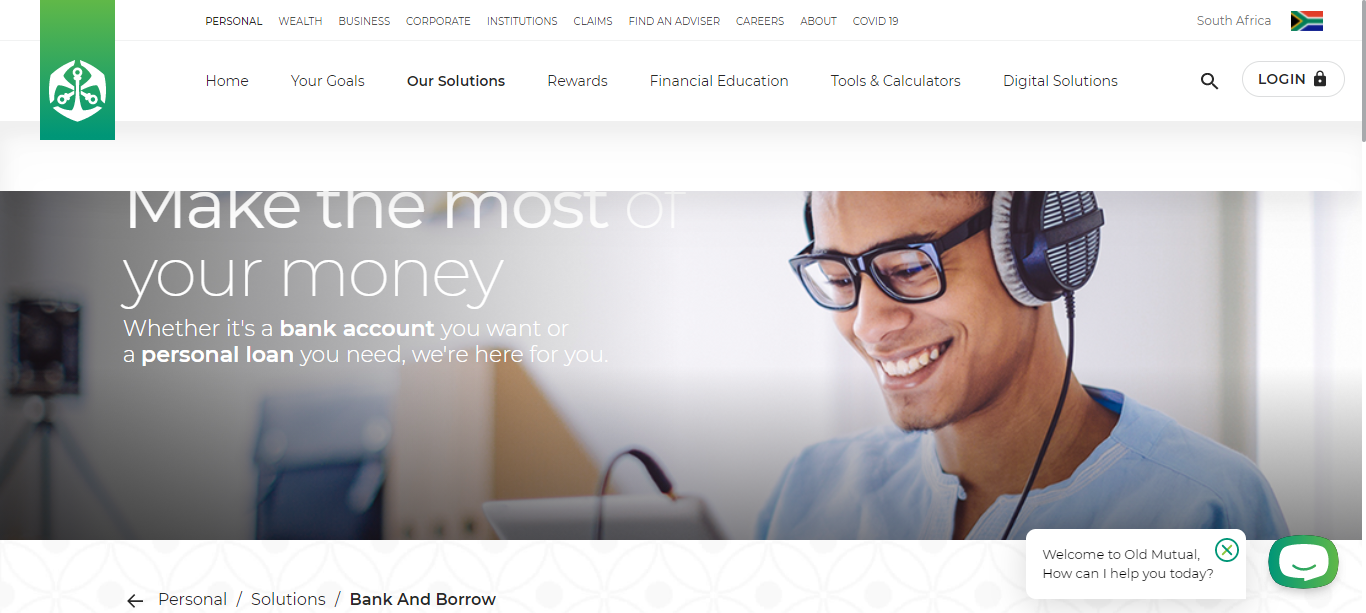 PERSONAL WEALTH BUSINESS CORPORATE INSTITUTIONS CLAIMS FIND AN ADVISER CAREERS ABOUT COVID 19 South Africa
Home Your Goals Our Solutions Rewards Financial Education Tools & Calculators Digital Solutions LOGIN
Make the most of
your money
Whether it's a bank account you want or
a personal loan you need, we're here for you.
Welcome to Old Mutual,
How can I help you today?
Personal / Solutions / Bank And Borrow